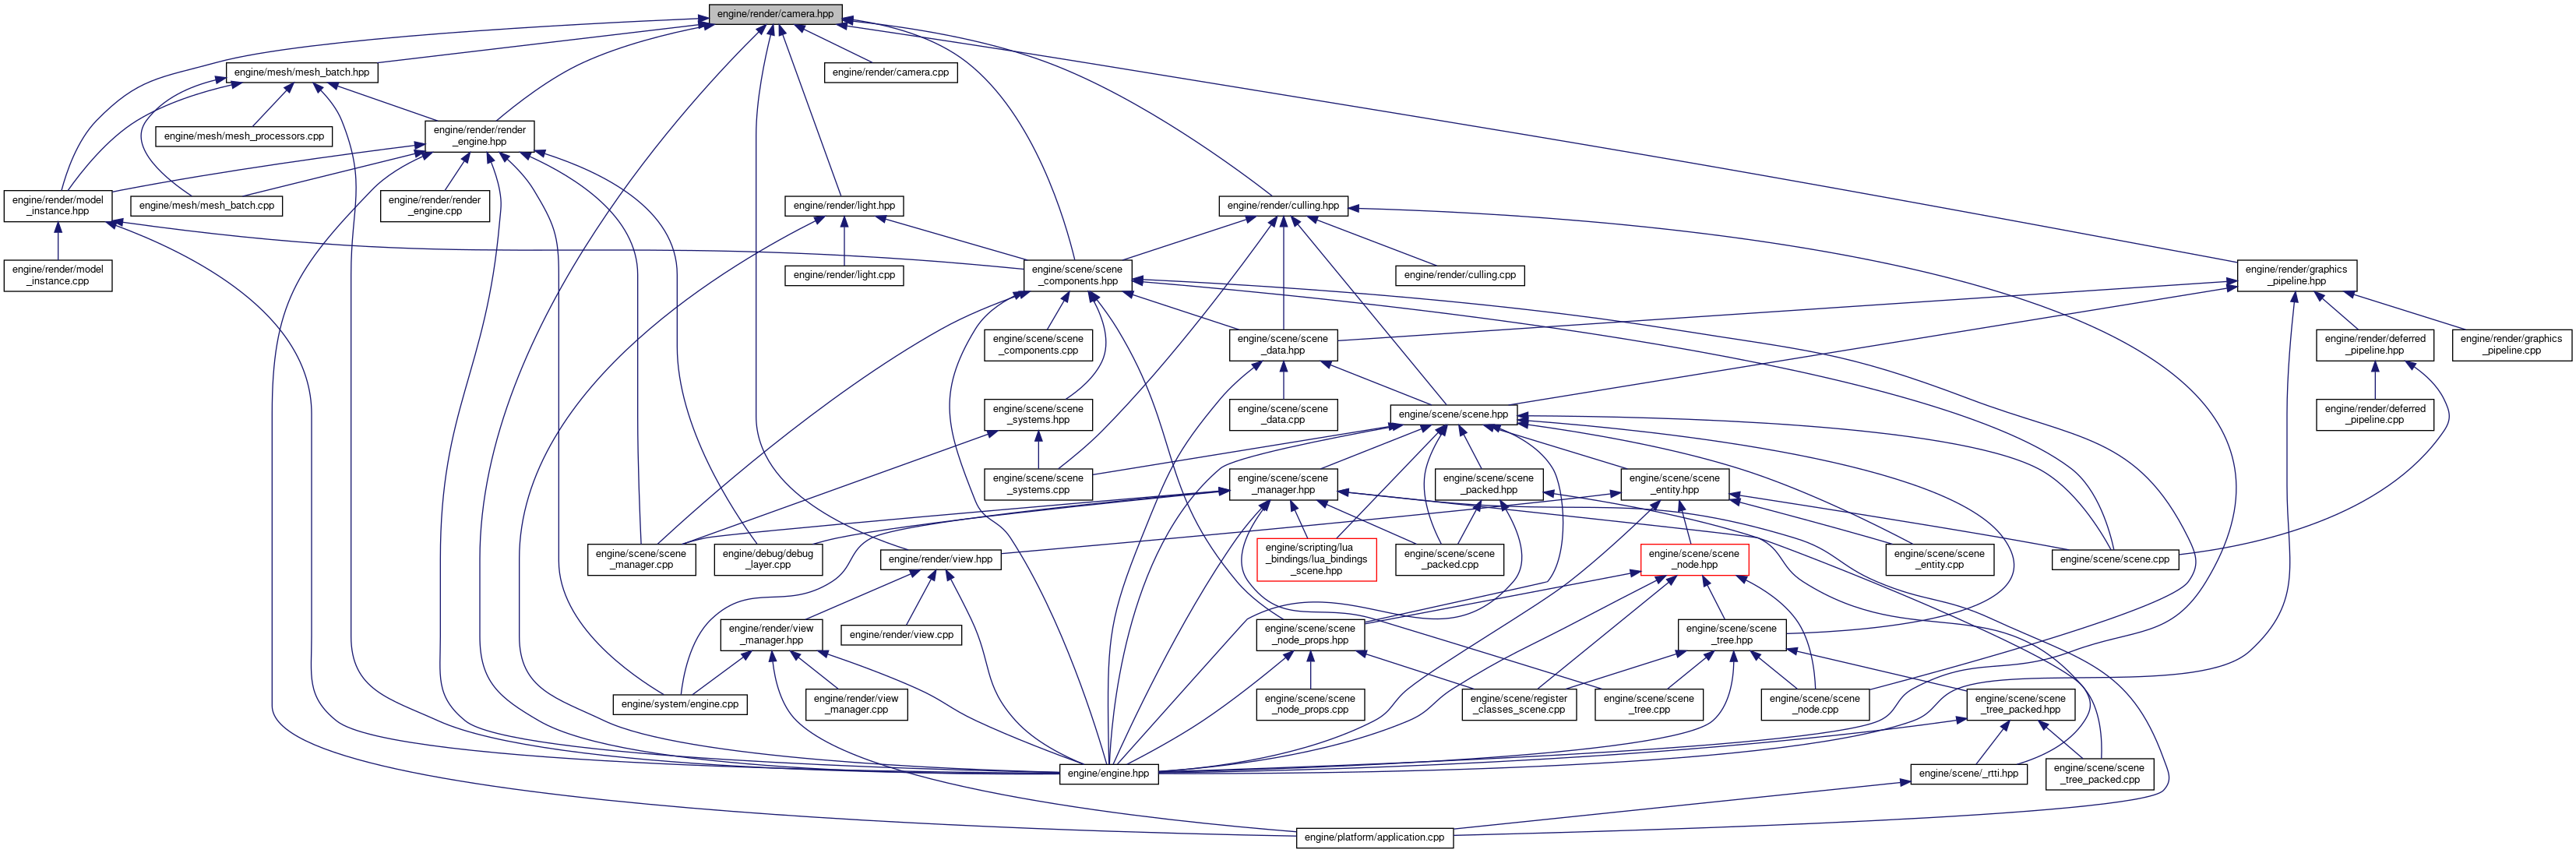 engine/render/camera.hpp
engine/mesh/mesh_batch.hpp
engine/render/camera.cpp
engine/mesh/mesh_processors.cpp
engine/render/render
_engine.hpp
engine/render/model
_instance.hpp
engine/mesh/mesh_batch.cpp
engine/render/render
_engine.cpp
engine/render/light.hpp
engine/render/culling.hpp
engine/render/model
_instance.cpp
engine/render/light.cpp
engine/scene/scene
_components.hpp
engine/render/culling.cpp
engine/render/graphics
_pipeline.hpp
engine/scene/scene
_components.cpp
engine/scene/scene
_data.hpp
engine/render/deferred
_pipeline.hpp
engine/render/graphics
_pipeline.cpp
engine/scene/scene
_systems.hpp
engine/scene/scene
_data.cpp
engine/scene/scene.hpp
engine/render/deferred
_pipeline.cpp
engine/scene/scene
_systems.cpp
engine/scene/scene
_manager.hpp
engine/scene/scene
_packed.hpp
engine/scene/scene
_entity.hpp
engine/scene/scene
_manager.cpp
engine/debug/debug
_layer.cpp
engine/render/view.hpp
engine/scripting/lua
_bindings/lua_bindings
_scene.hpp
engine/scene/scene
_packed.cpp
engine/scene/scene
_node.hpp
engine/scene/scene
_entity.cpp
engine/scene/scene.cpp
engine/render/view
_manager.hpp
engine/render/view.cpp
engine/scene/scene
_node_props.hpp
engine/scene/scene
_tree.hpp
engine/system/engine.cpp
engine/render/view
_manager.cpp
engine/scene/scene
_node_props.cpp
engine/scene/register
_classes_scene.cpp
engine/scene/scene
_tree.cpp
engine/scene/scene
_node.cpp
engine/scene/scene
_tree_packed.hpp
engine/engine.hpp
engine/scene/_rtti.hpp
engine/scene/scene
_tree_packed.cpp
engine/platform/application.cpp